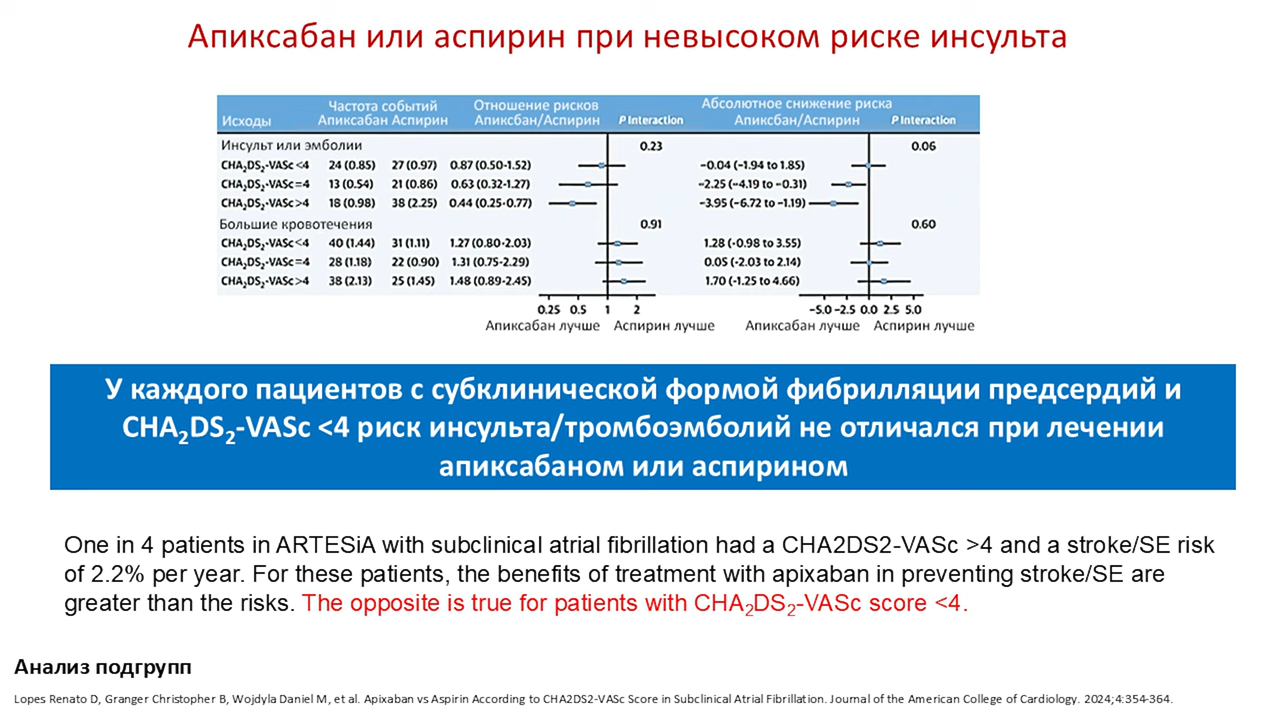 Апиксабан или аспирин при невысоком риске инсульта
Частота событий Отношение рисков Абсолютное снижение риска
Исходы Апиксабан Аспирин Апиксбан/Аспирин P Interaction Апиксабан/Аспирин P Interaction
Инсульт или эмболии 0.23 0.06
CHA₂DS₂-VASc <4 24 (0.85) 27 (0.97) 0.87 (0.50-1.52) −0.04 (−1.94 to 1.85)
CHA₂DS₂-VASc=4 13 (0.54) 21 (0.86) 0.63 (0.32-1.27) −2.25 (−4.19 to −0.31)
CHA₂DS₂-VASc>4 18 (0.98) 38 (2.25) 0.44 (0.25-0.77) −3.95 (−6.72 to −1.19)
Большие кровотечения 0.91 0.60
CHA₂DS₂-VASc<4 40 (1.44) 31 (1.11) 1.27 (0.80-2.03) 1.28 (-0.98 to 3.55)
CHA₂DS₂-VASc=4 28 (1.18) 22 (0.90) 1.31 (0.75-2.29) 0.05 (-2.03 to 2.14)
CHA₂DS₂-VASc>4 38 (2.13) 25 (1.45) 1.48 (0.89-2.45) 1.70 (-1.25 to 4.66)
0.25 0.5 1 2 −5.0 −2.5 0.0 2.5 5.0
Апиксабан лучше Аспирин лучше Апиксабан лучше Аспирин лучше
У каждого пациентов с субклинической формой фибрилляции предсердий и
CHA₂DS₂-VASc <4 риск инсульта/тромбоэмболий не отличался при лечении
апиксабаном или аспирином
One in 4 patients in ARTESiA with subclinical atrial fibrillation had a CHA2DS2-VASc >4 and a stroke/SE risk
of 2.2% per year. For these patients, the benefits of treatment with apixaban in preventing stroke/SE are
greater than the risks. The opposite is true for patients with CHA₂DS₂-VASc score <4.
Анализ подгрупп
Lopes Renato D, Granger Christopher B, Wojdyla Daniel M, et al. Apixaban vs Aspirin According to CHA2DS2-VASc Score in Subclinical Atrial Fibrillation. Journal of the American College of Cardiology. 2024;4:354-364.